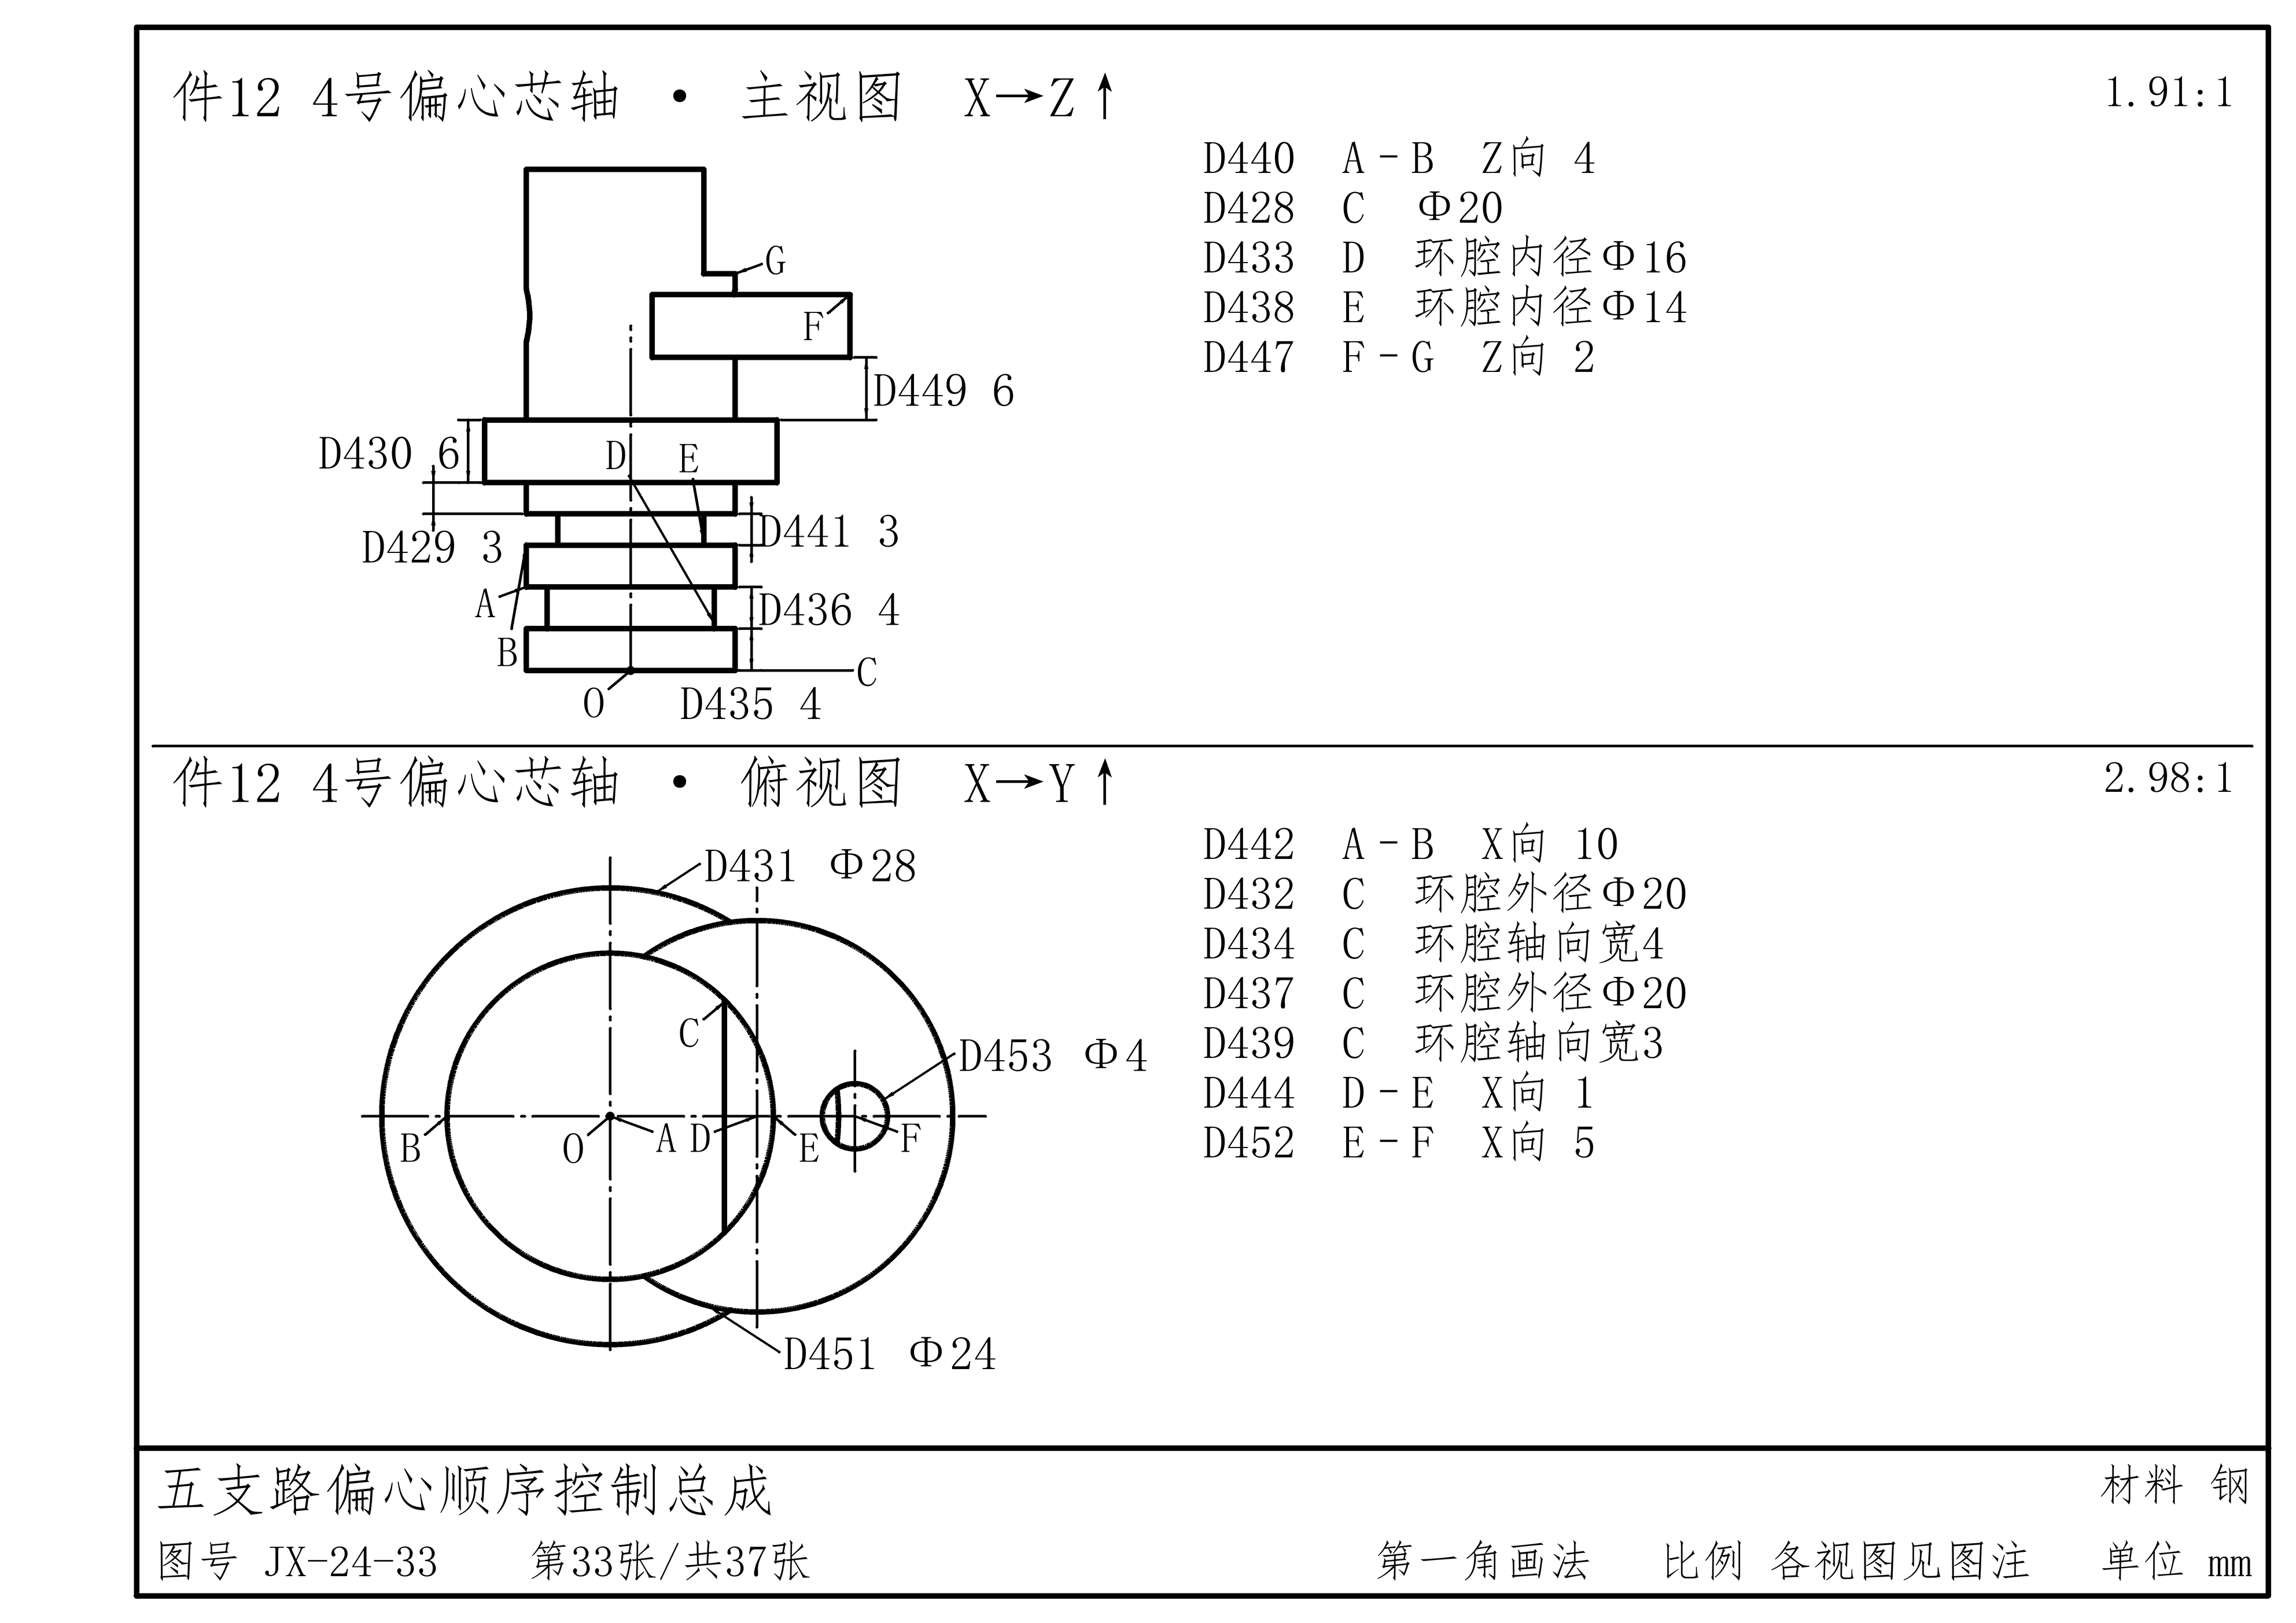 件12 4号偏心芯轴 • 主视图 X→Z↑
1.91:1
D440 A-B Z向 4
D428 C Φ20
D433 D 环腔内径Φ16
D438 E 环腔内径Φ14
D447 F-G Z向 2
G
F
D449 6
D430 6
D
E
D429 3
D441 3
A
D436 4
B
C
O
D435 4
件12 4号偏心芯轴 • 俯视图 X→Y↑
2.98:1
D442 A-B X向 10
D432 C 环腔外径Φ20
D434 C 环腔轴向宽4
D437 C 环腔外径Φ20
D439 C 环腔轴向宽3
D444 D-E X向 1
D452 E-F X向 5
D431 Φ28
C
D453 Φ4
B
O
A
D
E
F
D451 Φ24
五支路偏心顺序控制总成
材料 钢
图号 JX-24-33 第33张/共37张 第一角画法 比例 各视图见图注 单位 mm